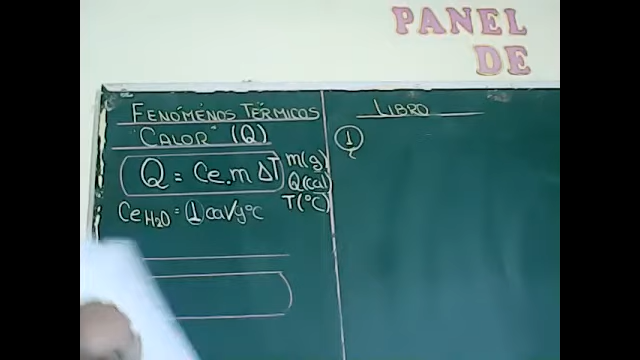 PANEL
DE
FENÓMENOS TÉRMICOS
"CALOR" (Q)
Q = Ce.m ΔT
m(g)
Q(cal)
T(°C)
CeH2O = 1 cal/g°C
LIBRO
1